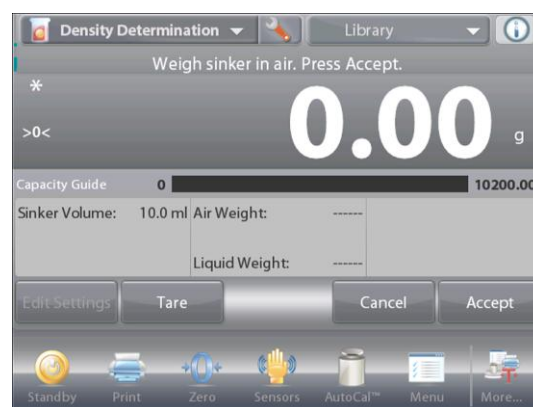 Density Determination Library
Weigh sinker in air. Press Accept.
*
>0<
0.00 g
Capacity Guide 0 10200.00
Sinker Volume: 10.0 ml Air Weight: ------
Liquid Weight: ------
Edit Settings Tare Cancel Accept
Standby Print Zero Sensors AutoCal™ Menu More...